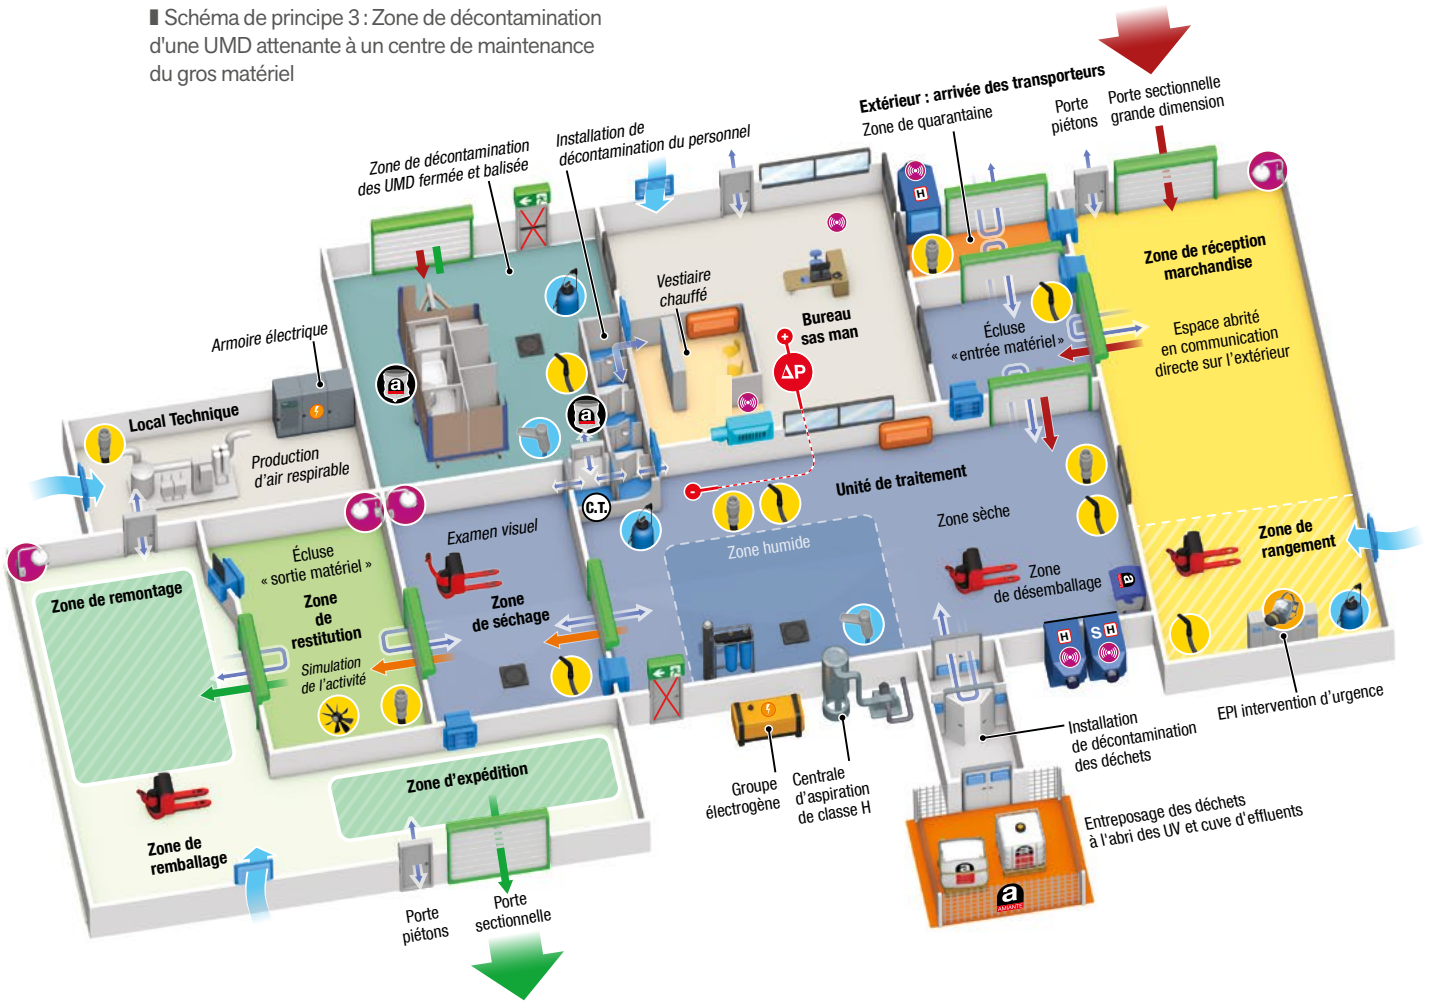 Schéma de principe 3 : Zone de décontamination
d'une UMD attenante à un centre de maintenance
du gros matériel
Extérieur : arrivée des transporteurs
Zone de quarantaine
Porte
piétons
Porte sectionnelle
grande dimension
Installation de
décontamination du personnel
Zone de décontamination
des UMD fermée et balisée
H
Zone de réception
marchandise
Vestiaire
chauffé
Bureau
sas man
Écluse
« entrée matériel »
Espace abrité
en communication
directe sur l'extérieur
Armoire électrique
+
ΔP
-
a
a
Local Technique
Production
d'air respirable
Unité de traitement
C.T.
Examen visuel
Zone sèche
Zone humide
Zone de
rangement
Écluse
« sortie matériel »
Zone
de
restitution
Simulation
de l'activité
Zone
de séchage
Zone
de désemballage
a
Zone de remontage
H
S H
EPI intervention d'urgence
Installation
de décontamination
des déchets
Zone d'expédition
Groupe
électrogène
Centrale
d'aspiration
de classe H
Entreposage des déchets
à l'abri des UV et cuve d'effluents
Zone de
remballage
a
AMIANTE
Porte
piétons
Porte
sectionnelle